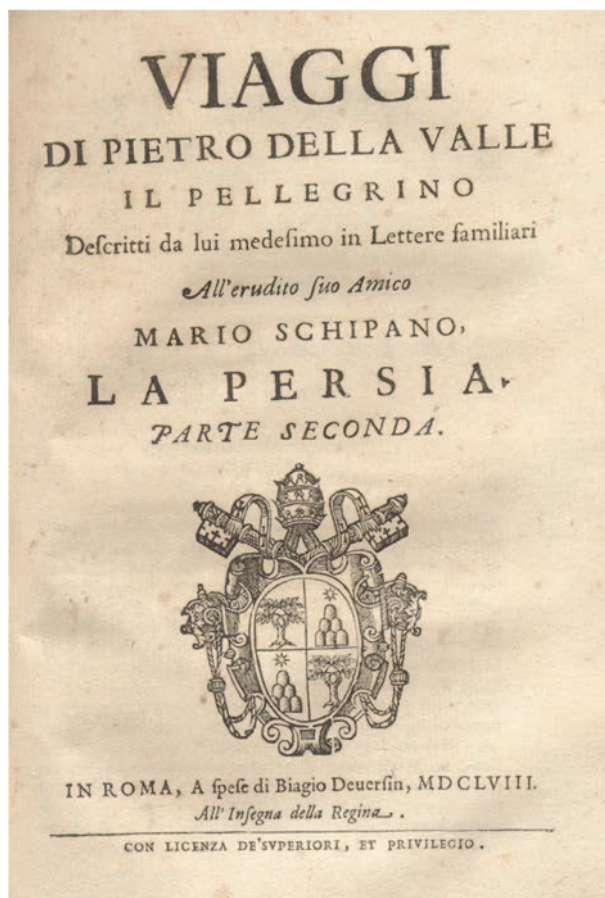 VIAGGI
DI PIETRO DELLA VALLE
IL PELLEGRINO
Deſcritti da lui medeſimo in Lettere familiari
All'erudito ſuo Amico
MARIO SCHIPANO,
LA PERSIA.
PARTE SECONDA.
IN ROMA, A ſpeſe di Biagio Deuerſin, MDCLVIII.
All'Inſegna della Regina.
CON LICENZA DE'SVPERIORI, ET PRIVILEGIO.